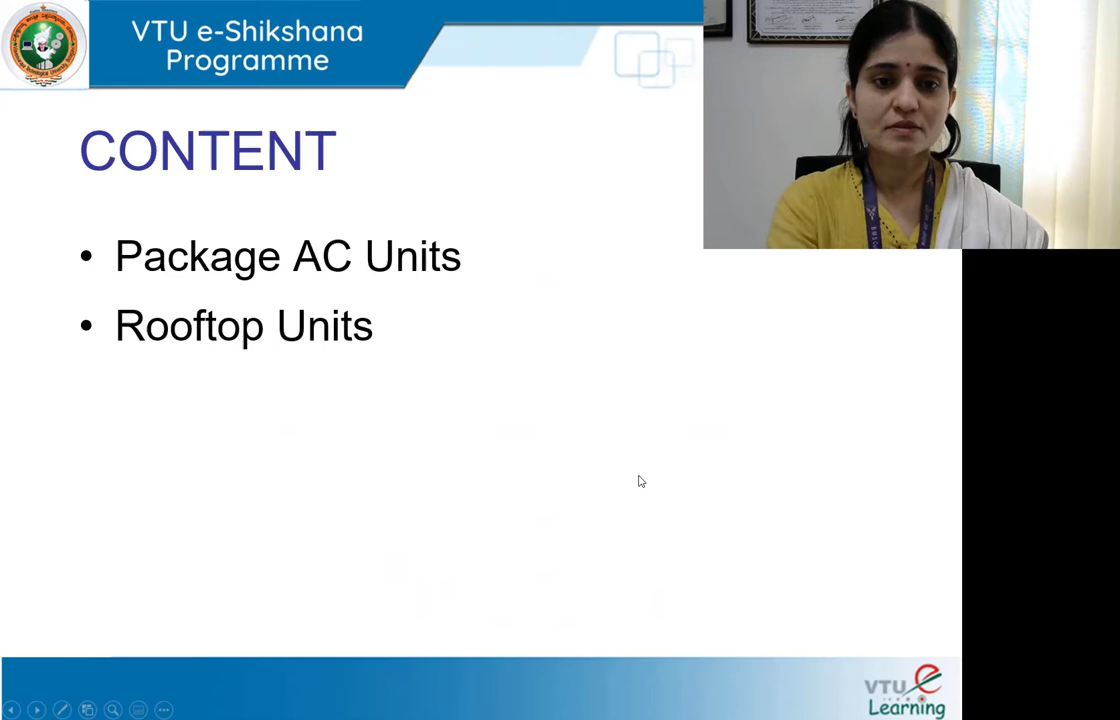 VTU e-Shikshana
Programme
CONTENT
• Package AC Units
• Rooftop Units
VTU e
Learning